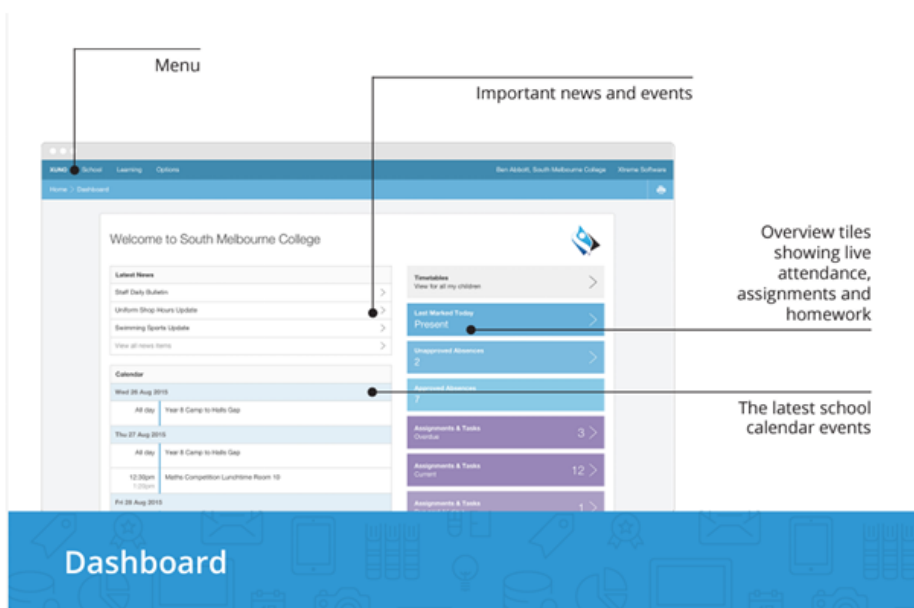 Menu
Important news and events
XUNO School Learning Options
Ben Abbott, South Melbourne College Xtreme Software
Home > Dashboard
Welcome to South Melbourne College
Latest News
Staff Daily Bulletin
Uniform Shop Hours Update
Swimming Sports Update
View all news items
Calendar
Wed 26 Aug 2015
All day Year 8 Camp to Halls Gap
Thu 27 Aug 2015
All day Year 8 Camp to Halls Gap
12:30pm Maths Competition Lunchtime Room 10
1:20pm
Fri 28 Aug 2015
Timetables
View for all my children
Last Marked Today
Present
Unapproved Absences
2
Approved Absences
7
Assignments & Tasks
Overdue
3
Assignments & Tasks
Current
12
Assignments & Tasks
1
Overview tiles
showing live
attendance,
assignments and
homework
The latest school
calendar events
Dashboard